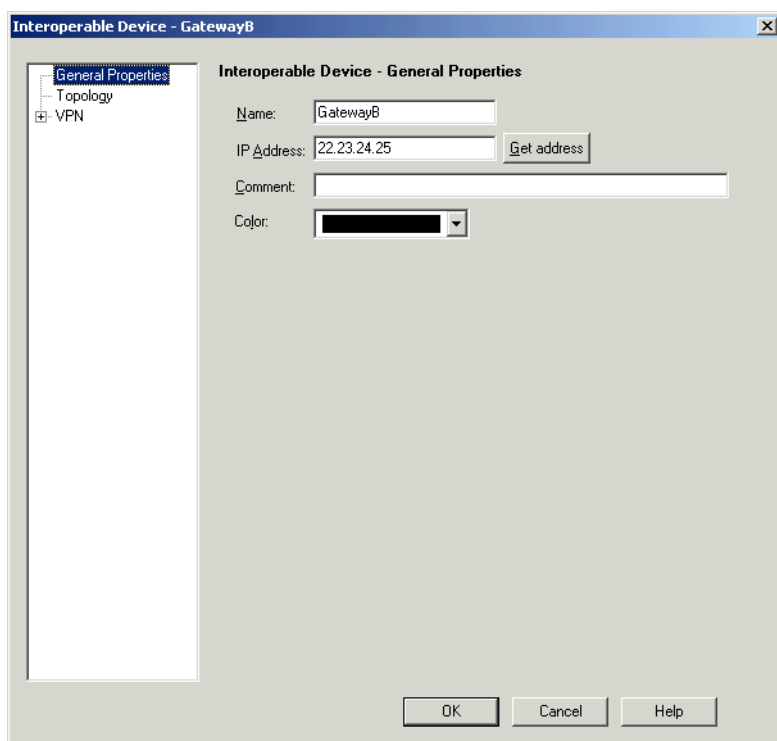 Interoperable Device - GatewayB
General Properties
Topology
VPN
Interoperable Device - General Properties
Name: GatewayB
IP Address: 22.23.24.25 Get address
Comment:
Color:
OK Cancel Help